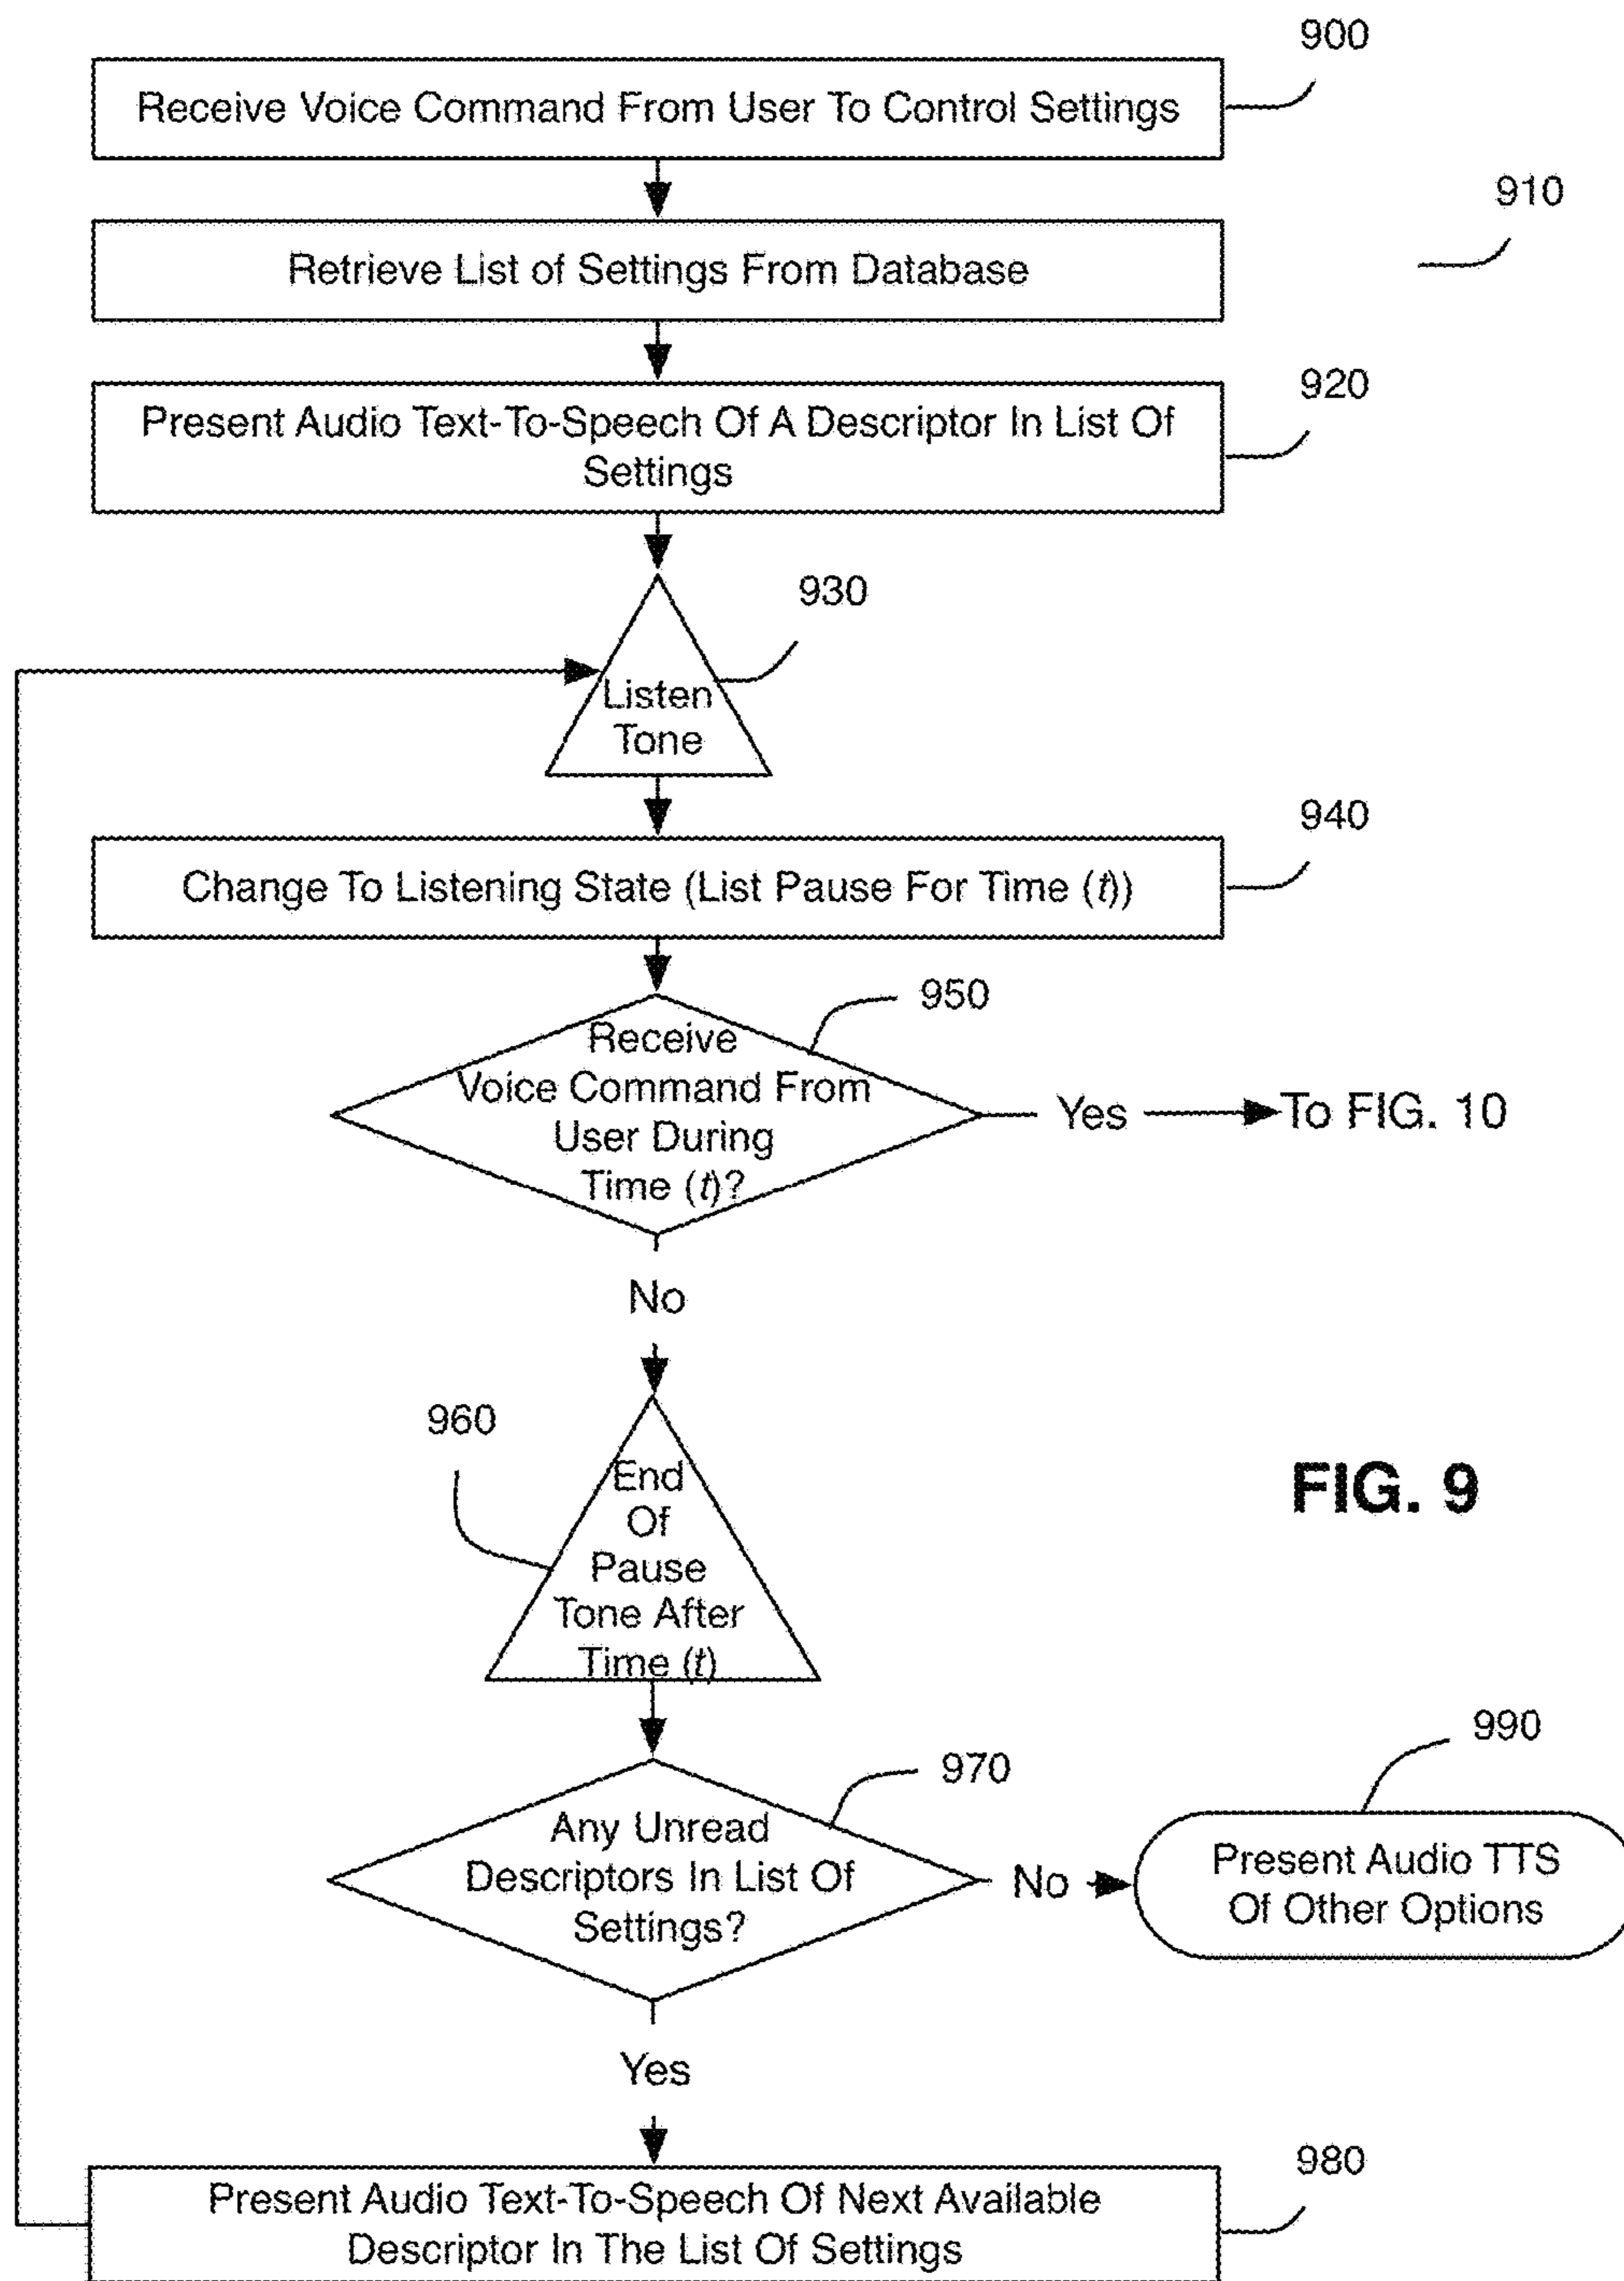 900
Receive Voice Command From User To Control Settings
910
Retrieve List of Settings From Database
920
Present Audio Text-To-Speech Of A Descriptor In List Of
Settings
930
Listen
Tone
940
Change To Listening State (List Pause For Time (t))
950
Receive
Voice Command From
User During
Time (t)?
Yes
To FIG. 10
No
960
End
Of
Pause
Tone After
Time (t)
FIG. 9
970
Any Unread
Descriptors In List Of
Settings?
No
990
Present Audio TTS
Of Other Options
Yes
980
Present Audio Text-To-Speech Of Next Available
Descriptor In The List Of Settings